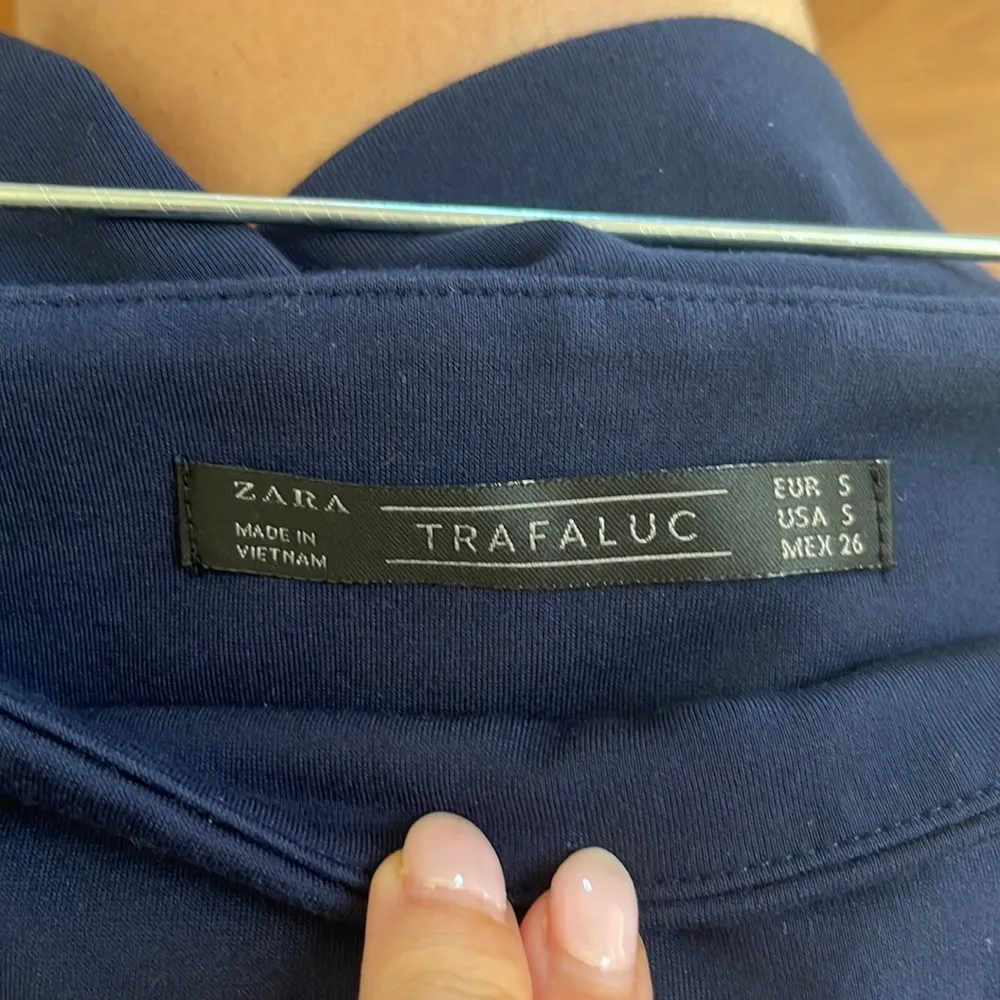 ZARA
MADE IN
VIETNAM
TRAFALUC
EUR S
USA S
MEX 26